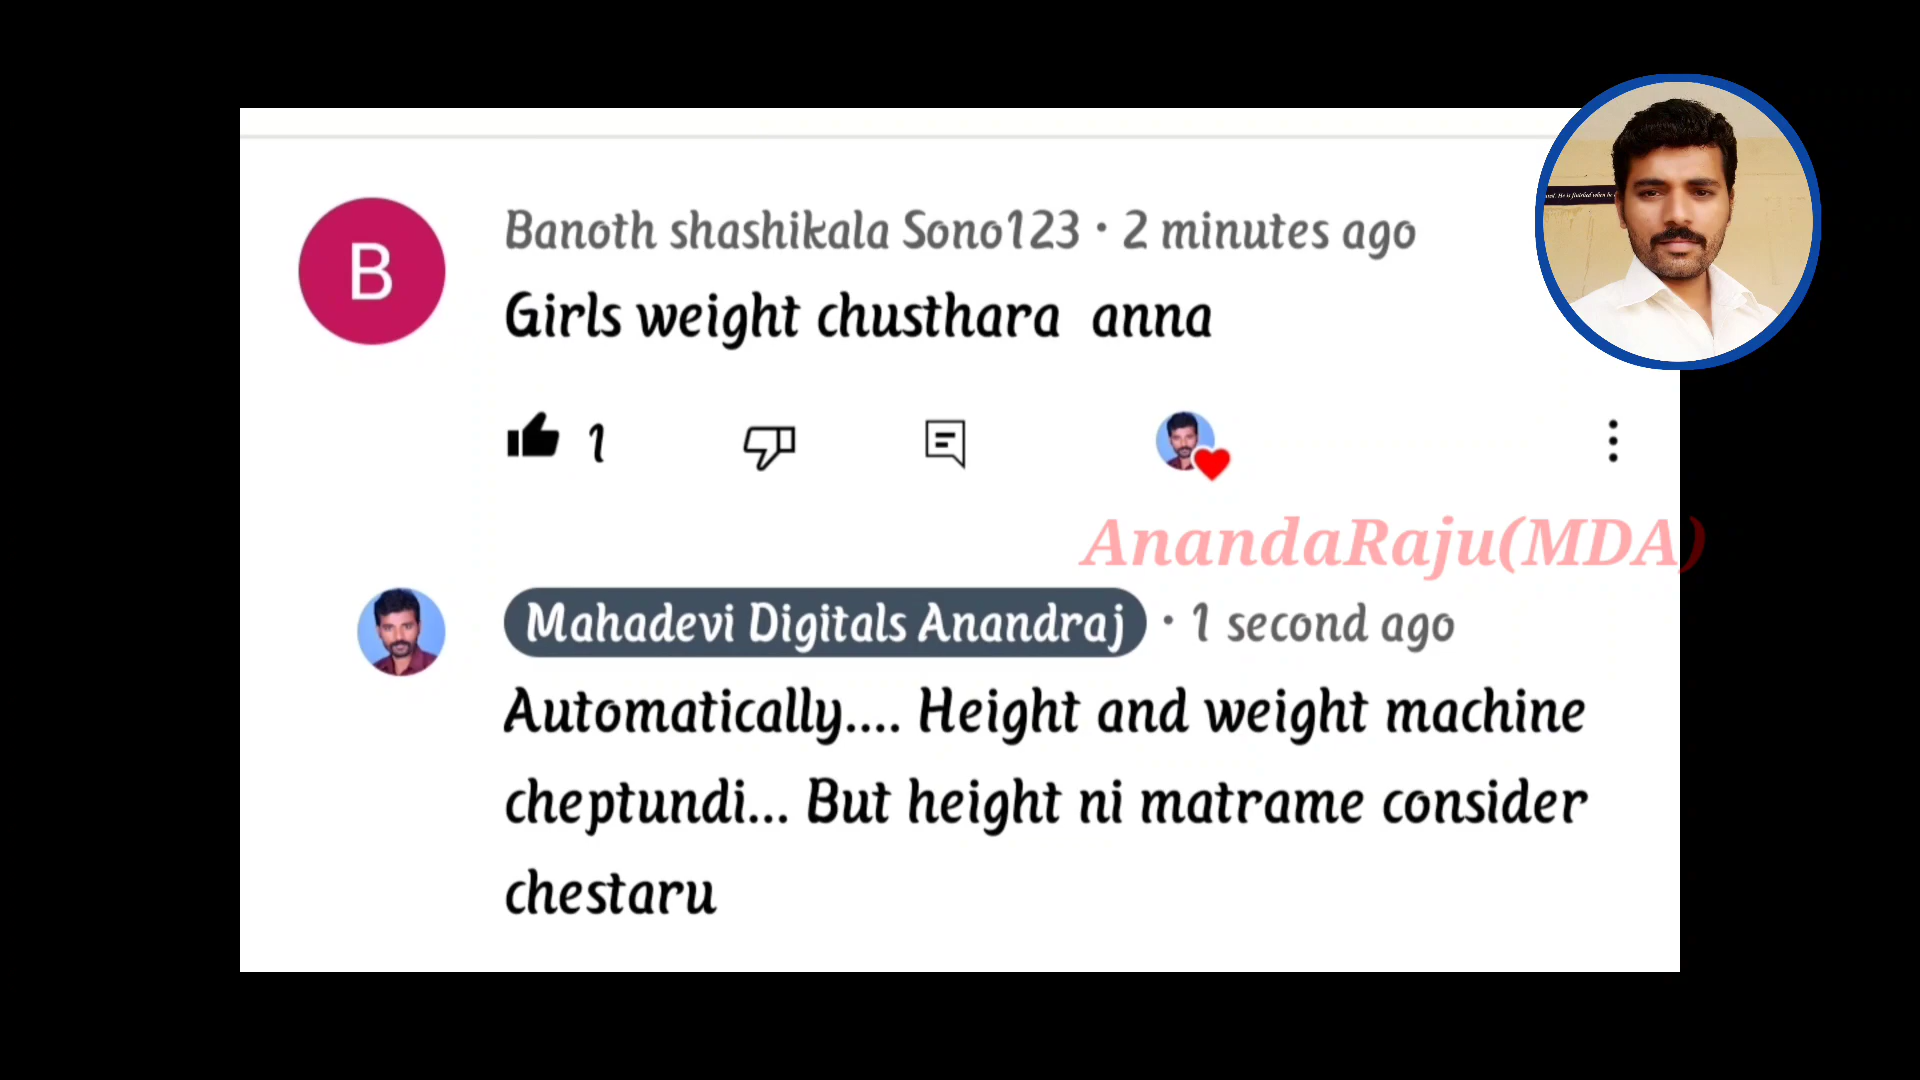 Banoth shashikala Sono123 · 2 minutes ago
B
Girls weight chusthara anna
1
AnandaRaju(MDA)
Mahadevi Digitals Anandraj · 1 second ago
Automatically.... Height and weight machine
cheptundi... But height ni matrame consider
chestaru